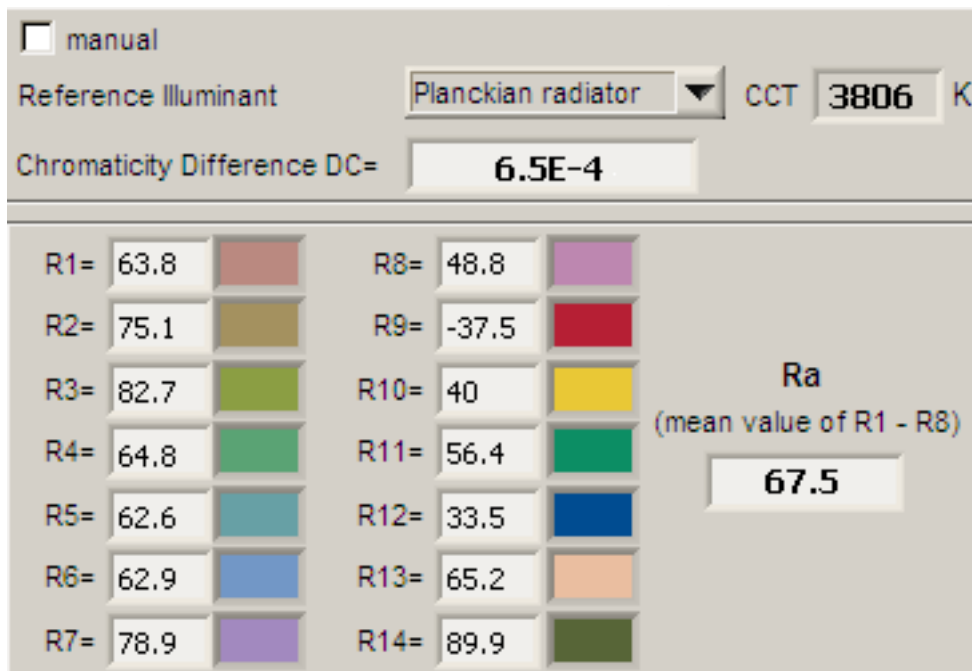 manual
Reference Illuminant Planckian radiator CCT 3806 K
Chromaticity Difference DC= 6.5E-4
R1= 63.8 R8= 48.8
R2= 75.1 R9= -37.5
R3= 82.7 R10= 40
R4= 64.8 R11= 56.4
R5= 62.6 R12= 33.5
R6= 62.9 R13= 65.2
R7= 78.9 R14= 89.9
Ra
(mean value of R1 - R8)
67.5